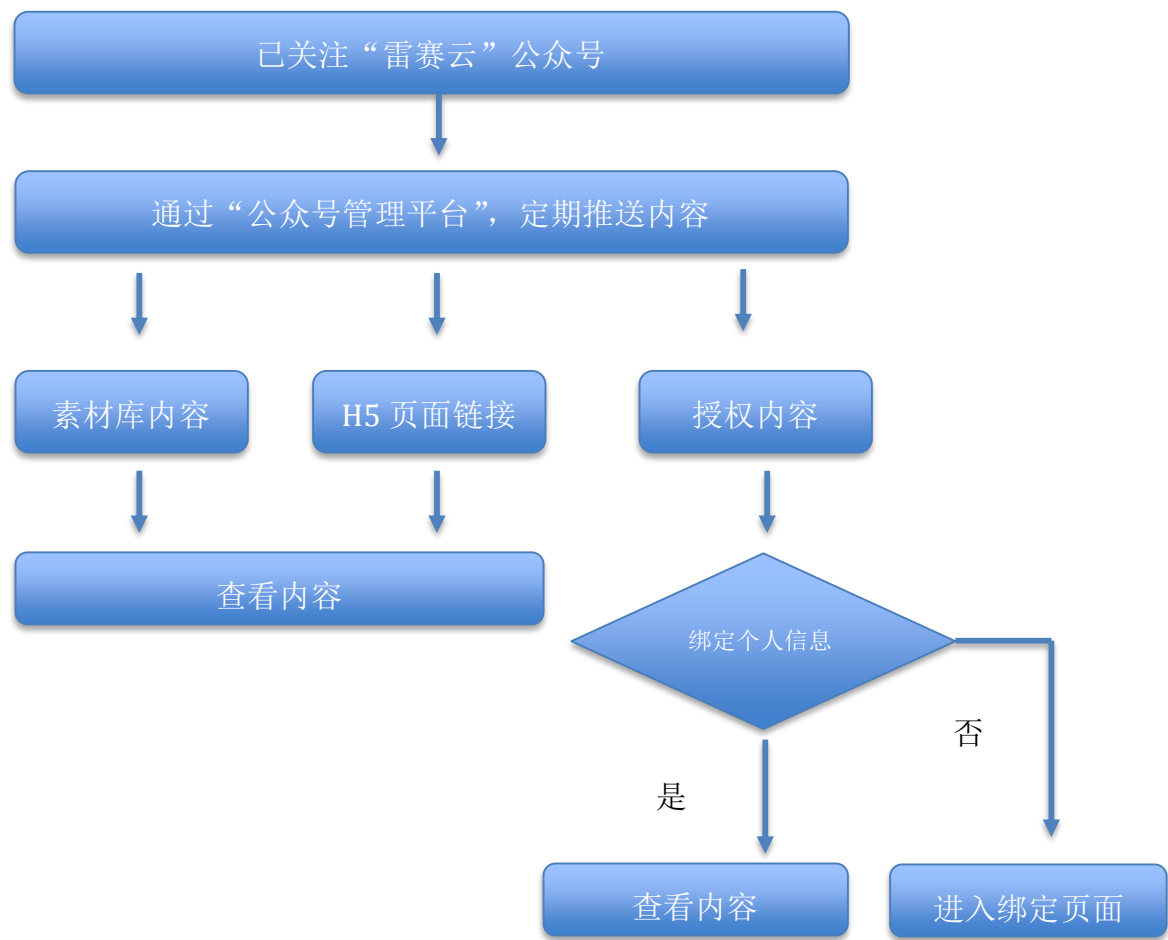 已关注“雷赛云”公众号
通过“公众号管理平台”，定期推送内容
素材库内容
H5 页面链接
授权内容
查看内容
绑定个人信息
否
是
查看内容
进入绑定页面